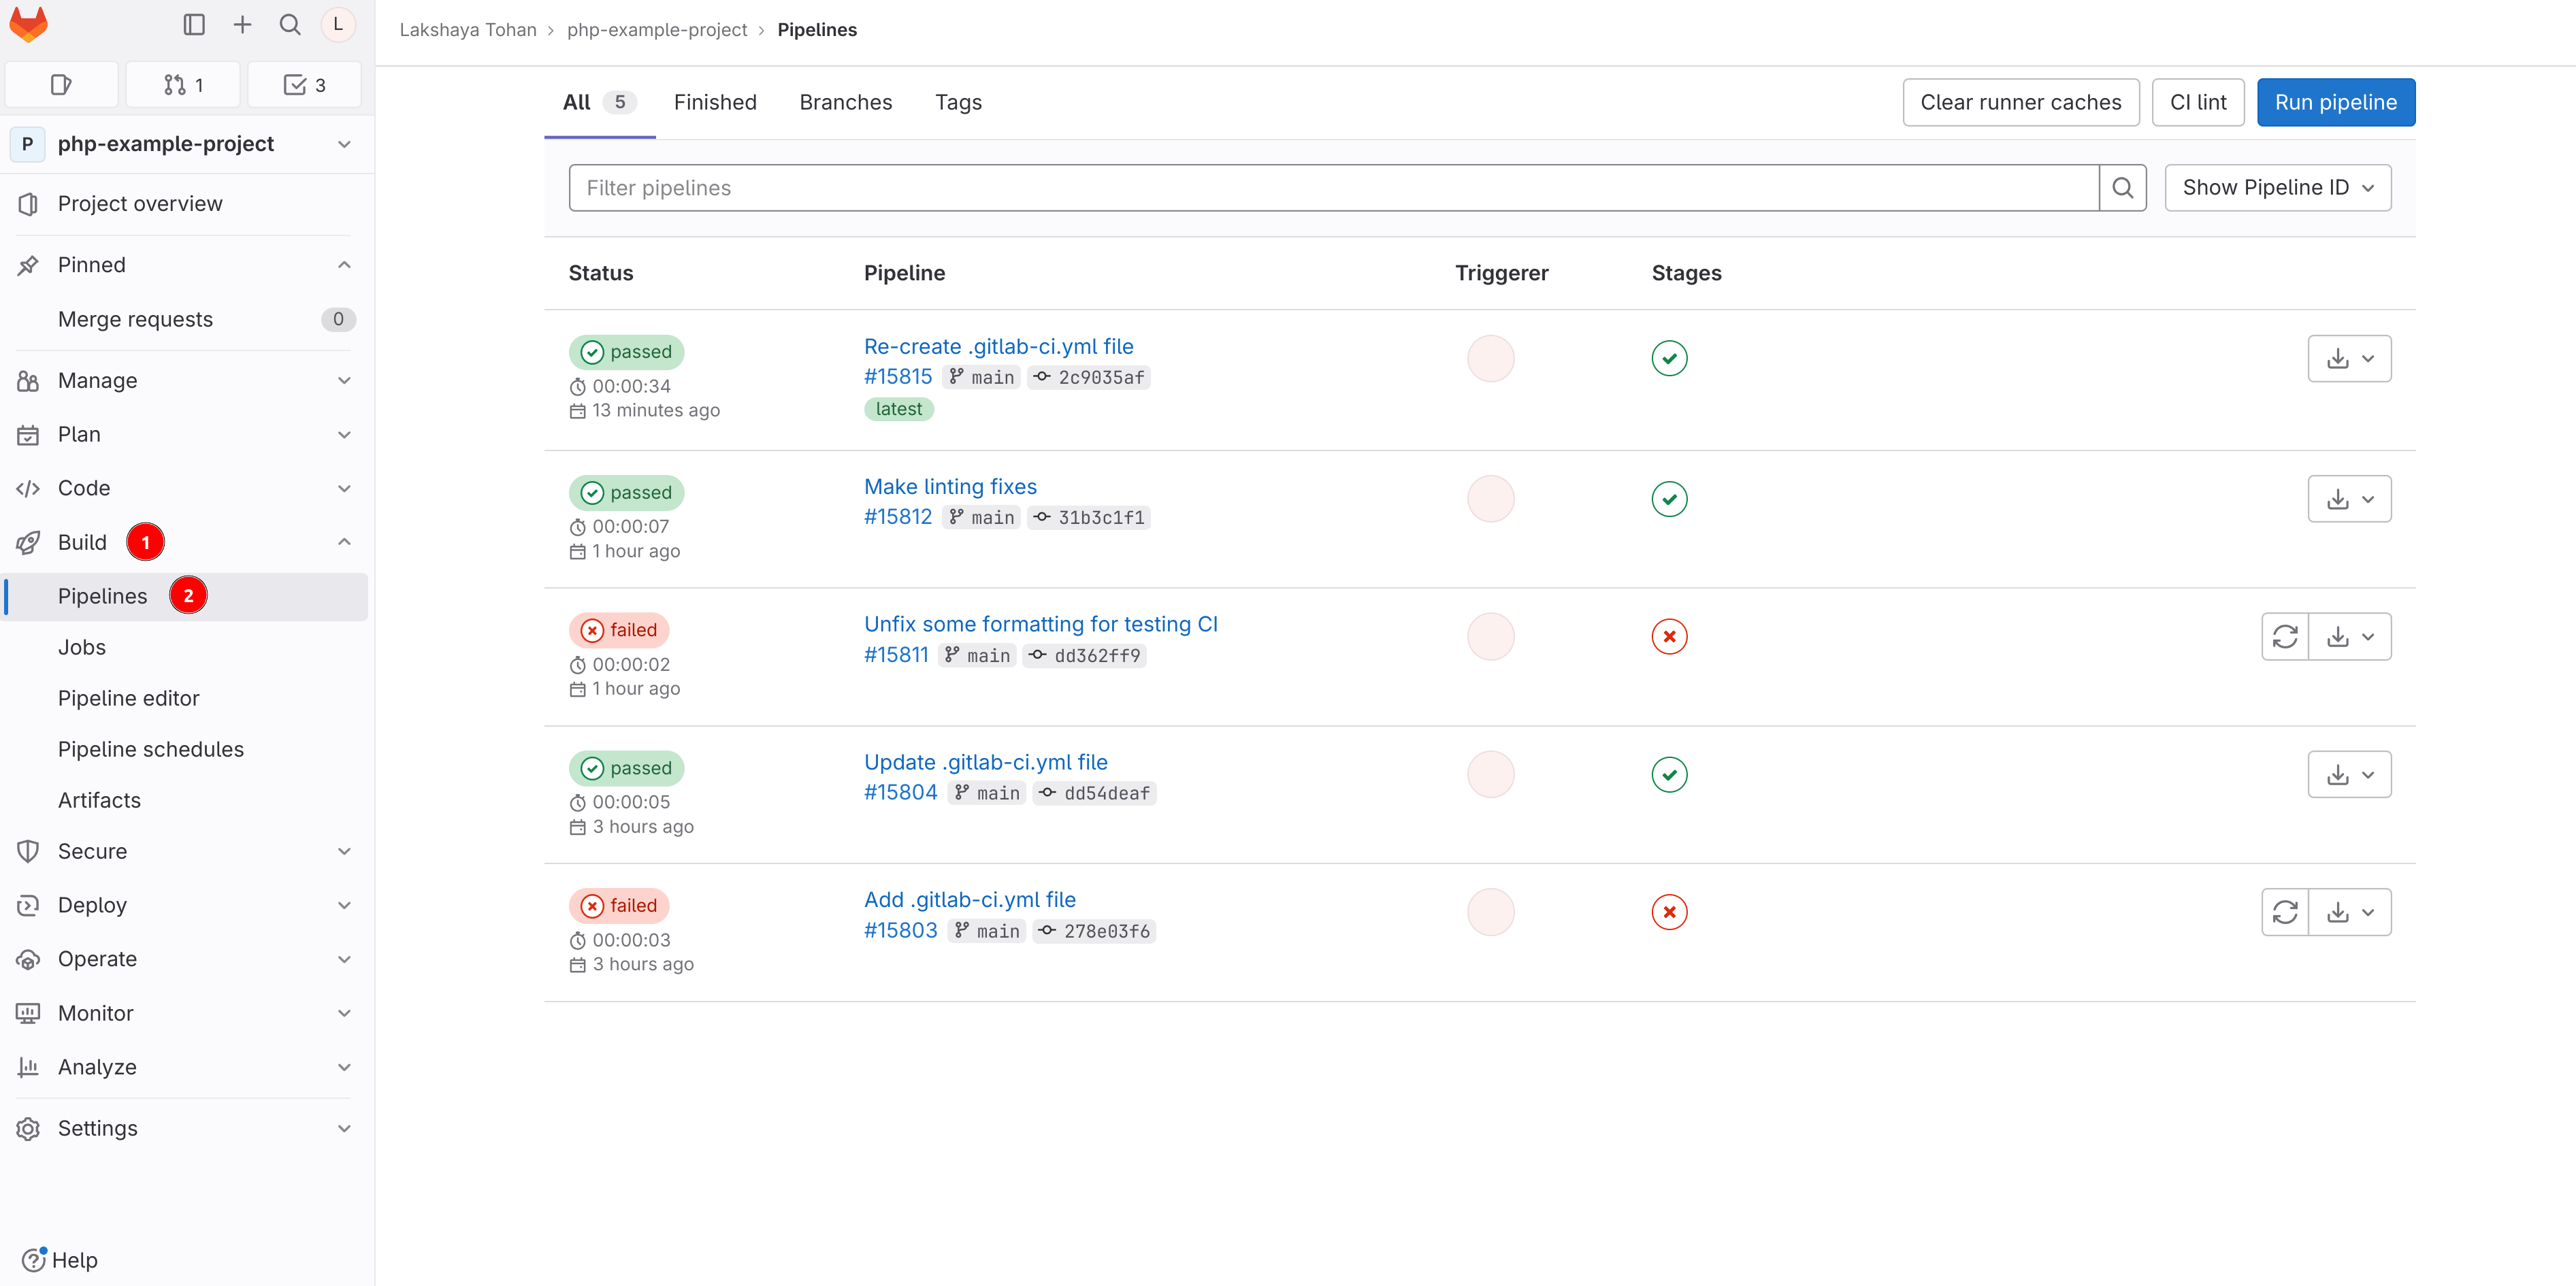 L
Lakshaya Tohan › php-example-project › Pipelines
1
3
P php-example-project
Project overview
Pinned
Merge requests 0
Manage
Plan
Code
Build 1
Pipelines 2
Jobs
Pipeline editor
Pipeline schedules
Artifacts
Secure
Deploy
Operate
Monitor
Analyze
Settings
Help
All 5 Finished Branches Tags Clear runner caches CI lint Run pipeline
Filter pipelines Show Pipeline ID
Status Pipeline Triggerer Stages
passed
00:00:34
13 minutes ago
Re-create .gitlab-ci.yml file
#15815 main 2c9035af
latest
passed
00:00:07
1 hour ago
Make linting fixes
#15812 main 31b3c1f1
failed
00:00:02
1 hour ago
Unfix some formatting for testing CI
#15811 main dd362ff9
passed
00:00:05
3 hours ago
Update .gitlab-ci.yml file
#15804 main dd54deaf
failed
00:00:03
3 hours ago
Add .gitlab-ci.yml file
#15803 main 278e03f6